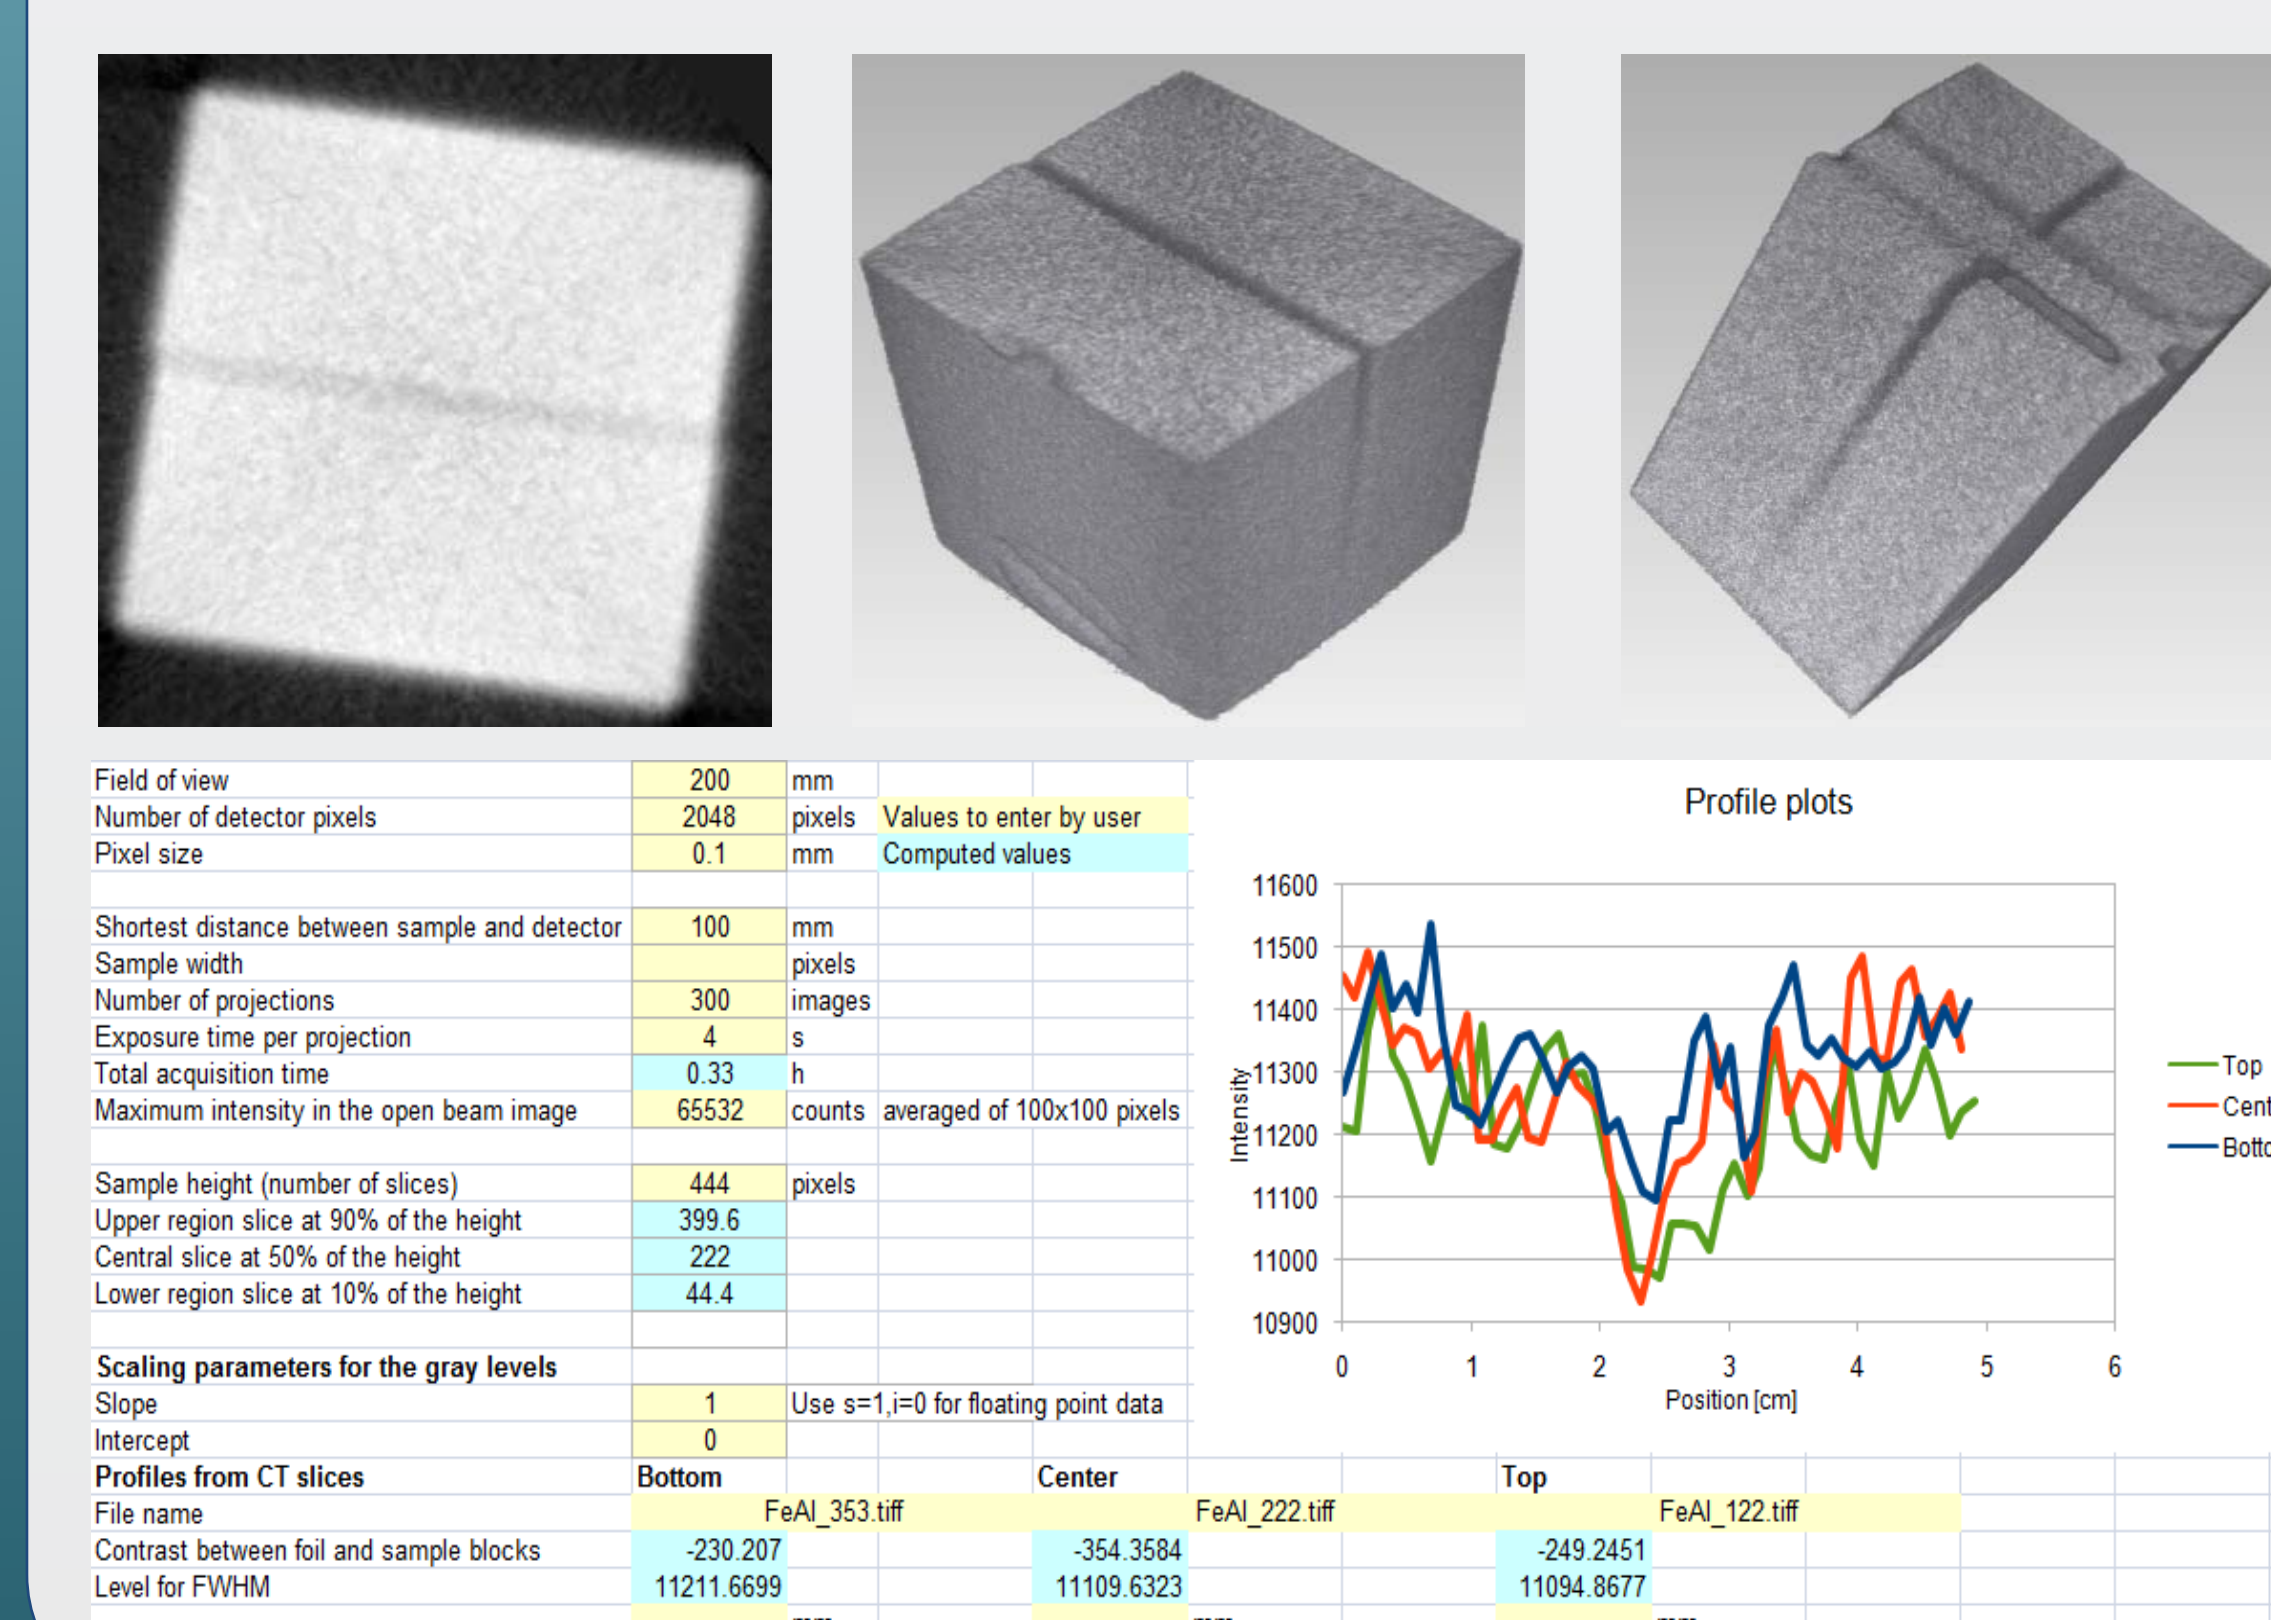 Field of view 200 mm
Number of detector pixels 2048 pixels Values to enter by user
Pixel size 0.1 mm Computed values
Shortest distance between sample and detector 100 mm
Sample width pixels
Number of projections 300 images
Exposure time per projection 4 s
Total acquisition time 0.33 h
Maximum intensity in the open beam image 65532 counts averaged of 100x100 pixels
Sample height (number of slices) 444 pixels
Upper region slice at 90% of the height 399.6
Central slice at 50% of the height 222
Lower region slice at 10% of the height 44.4
Scaling parameters for the gray levels
Slope 1 Use s=1,i=0 for floating point data
Intercept 0
Profile plots
11600
11500
11400
11300
11200
11100
11000
10900
Intensity
0 1 2 3 4 5 6
Position [cm]
Top
Cent
Botto
Profiles from CT slices Bottom Center Top
File name FeAl_353.tiff FeAl_222.tiff FeAl_122.tiff
Contrast between foil and sample blocks -230.207 -354.3584 -249.2451
Level for FWHM 11211.6699 11109.6323 11094.8677